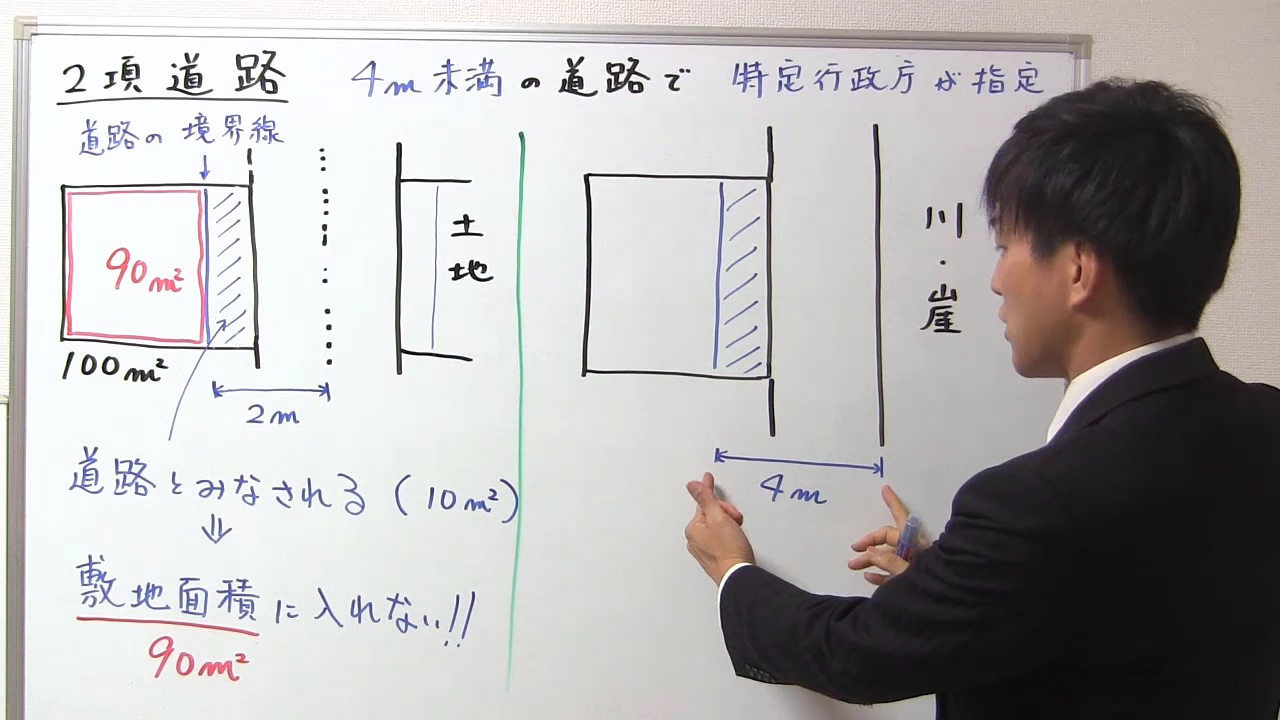 2項道路 4m未満の道路で 特定行政庁が指定
道路の境界線
90m²
100m²
2m
土地
道路とみなされる(10m²)
⇓
敷地面積に入れない!!
90m²
川・崖
4m